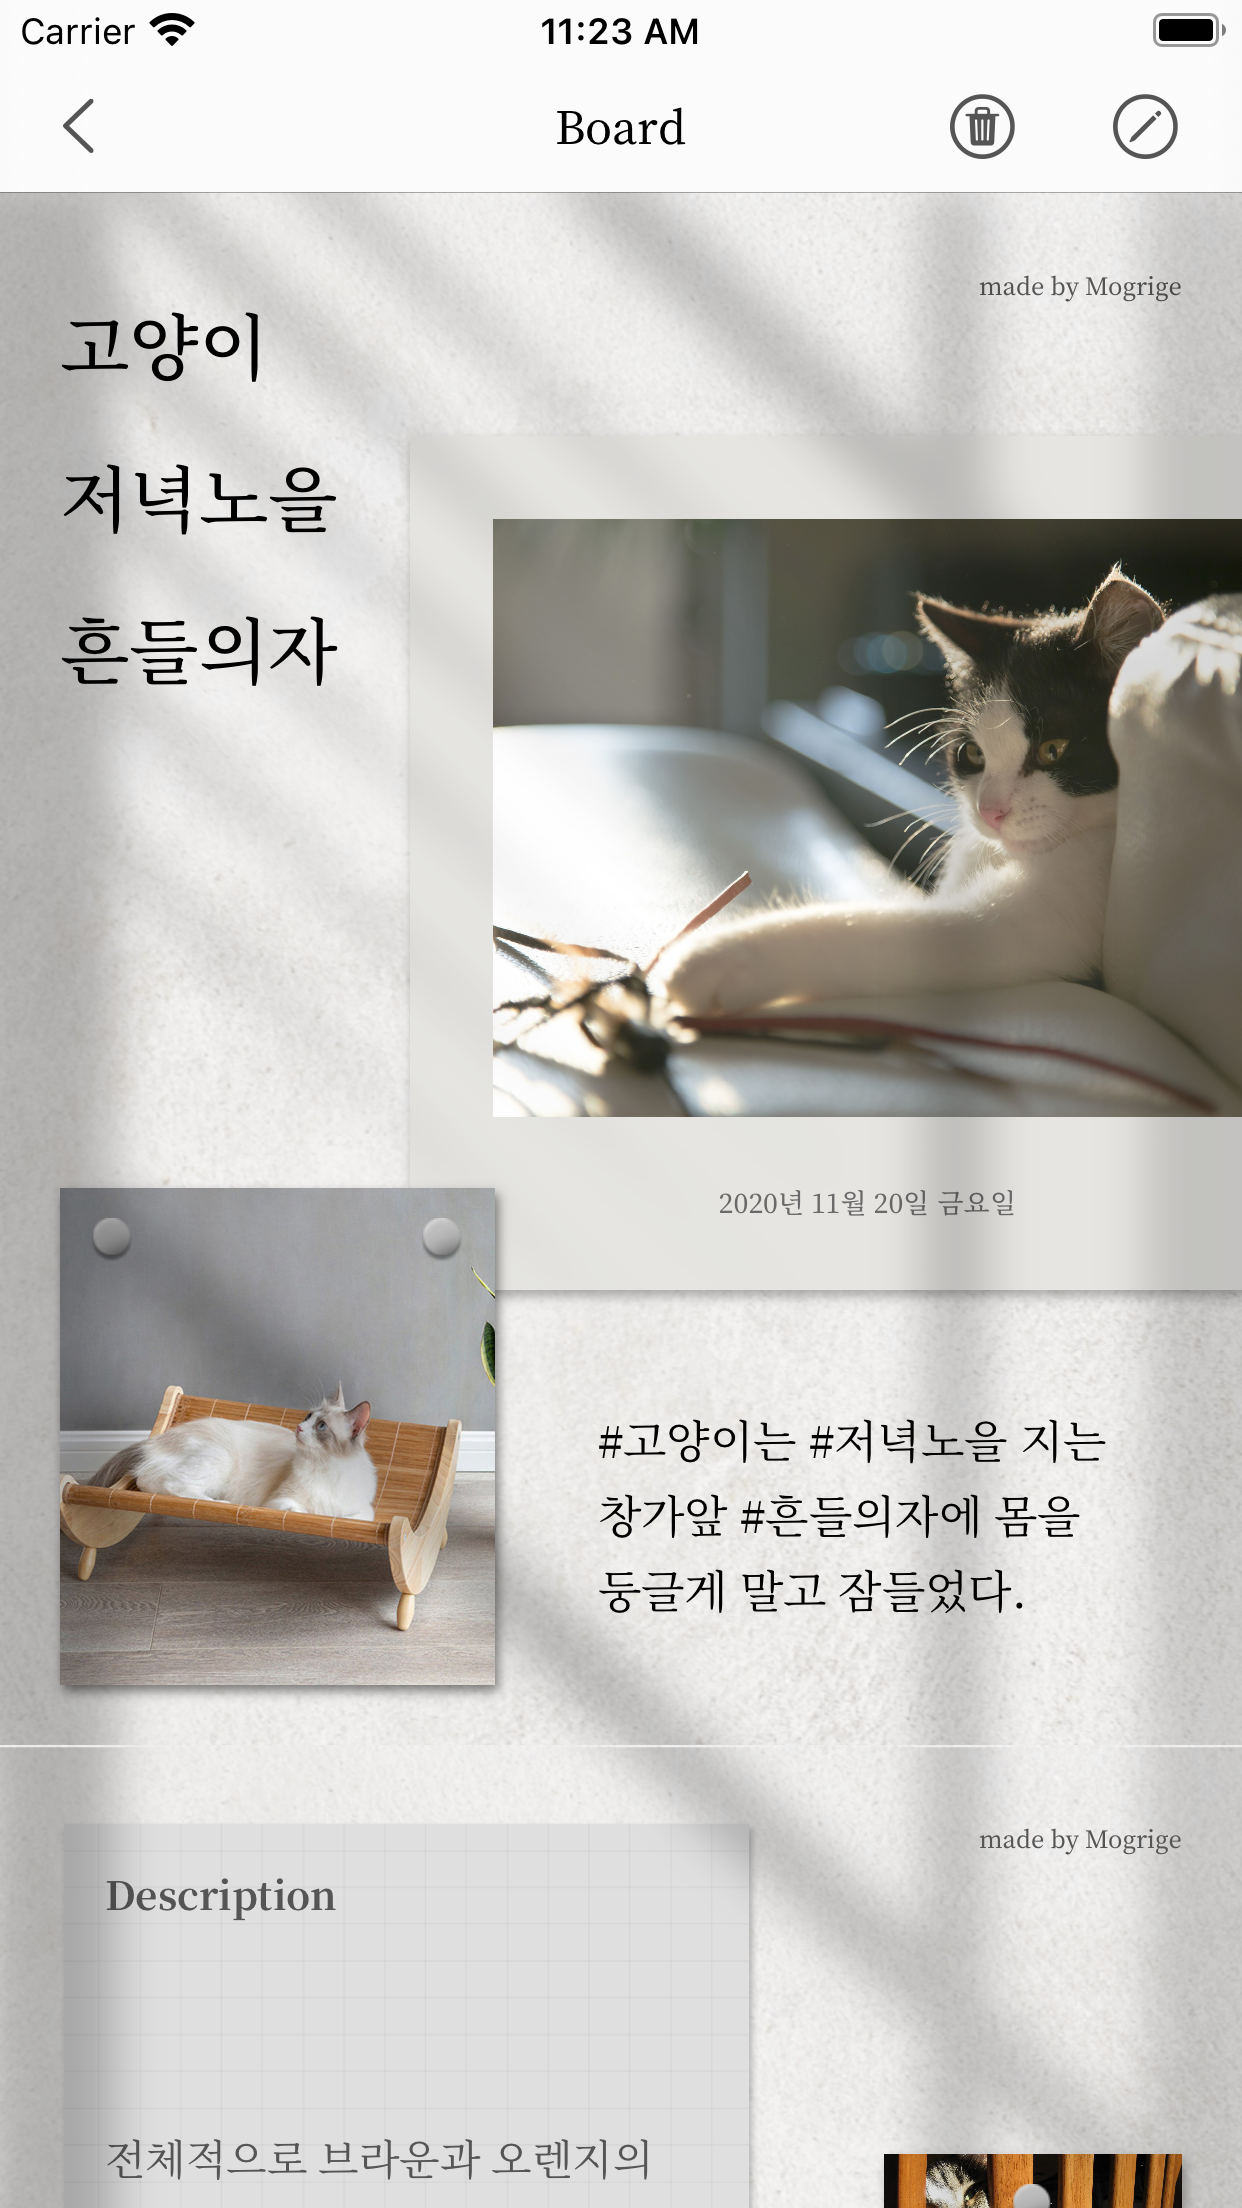 Carrier 11:23 AM
Board
made by Mogrige
고양이
저녁노을
흔들의자
2020년 11월 20일 금요일
#고양이는 #저녁노을 지는
창가앞 #흔들의자에 몸을
둥글게 말고 잠들었다.
made by Mogrige
Description
전체적으로 브라운과 오렌지의